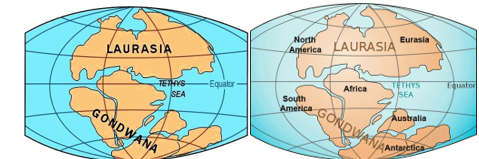 LAURASIA
TETHYS
SEA
Equator
GONDWANA
North
America
LAURASIA
Eurasia
Africa
TETHYS
SEA
Equator
South
America
GONDWANA
Australia
Antarctica